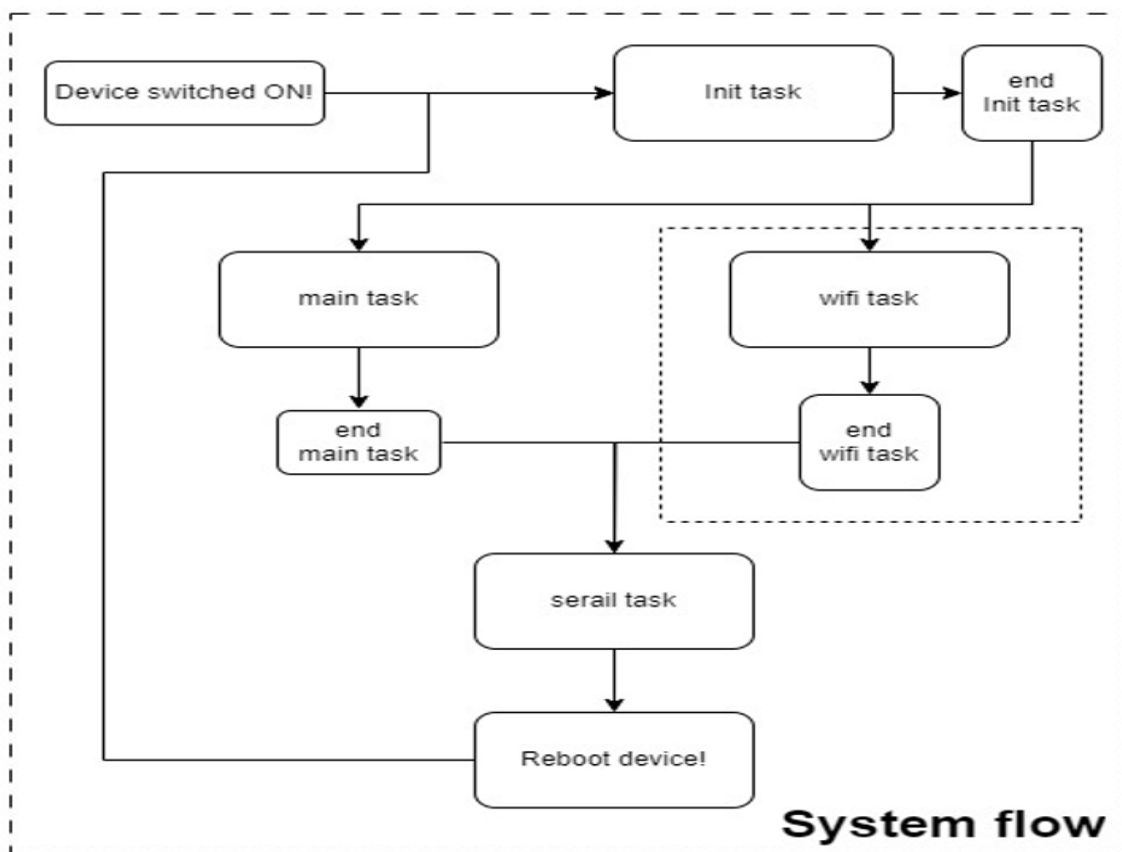 Device switched ON!
Init task
end
Init task
main task
wifi task
end
main task
end
wifi task
serail task
Reboot device!
System flow